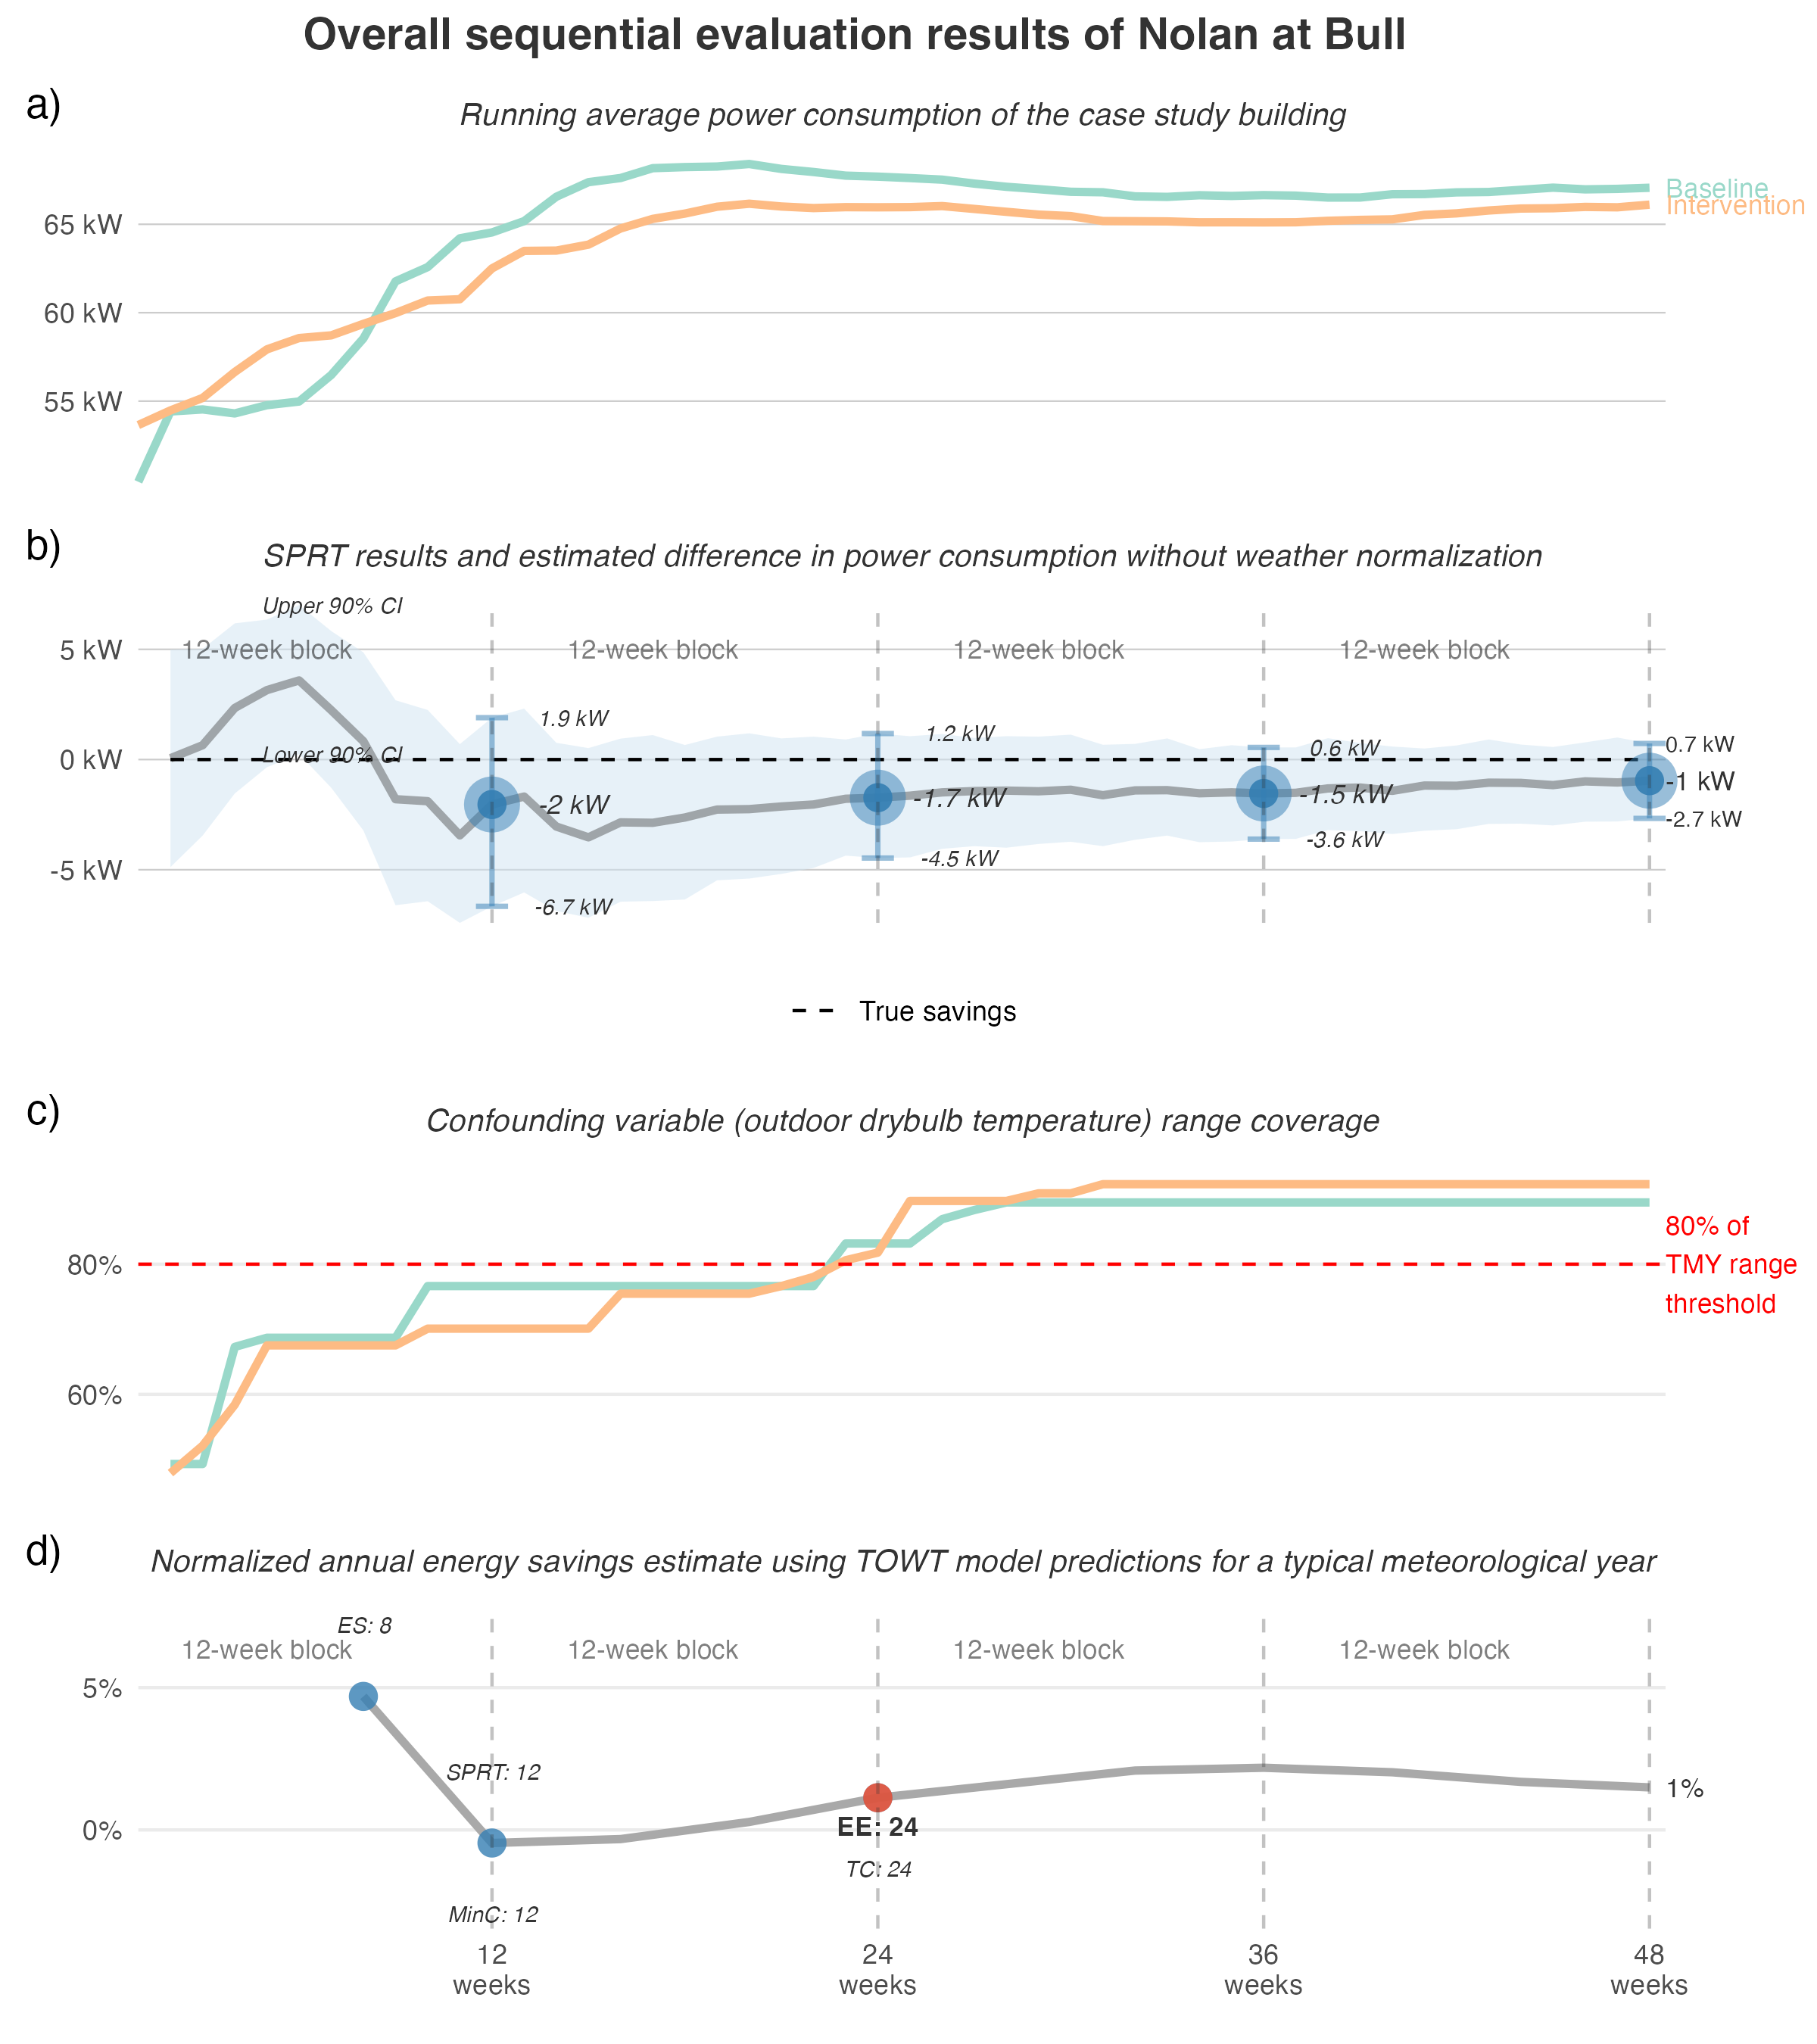 Overall sequential evaluation results of Nolan at Bull
a)
Running average power consumption of the case study building
65 kW
60 kW
55 kW
Baseline
Intervention
b)
SPRT results and estimated difference in power consumption without weather normalization
Upper 90% CI
5 kW
12-week block
12-week block
12-week block
12-week block
1.9 kW
1.2 kW
0.6 kW
0.7 kW
Lower 90% CI
0 kW
-2 kW
-1.7 kW
-1.5 kW
-1 kW
-2.7 kW
-3.6 kW
-4.5 kW
-5 kW
-6.7 kW
True savings
c)
Confounding variable (outdoor drybulb temperature) range coverage
80%
60%
80% of
TMY range
threshold
d)
Normalized annual energy savings estimate using TOWT model predictions for a typical meteorological year
ES: 8
12-week block
12-week block
12-week block
12-week block
5%
SPRT: 12
1%
0%
EE: 24
TC: 24
MinC: 12
12
weeks
24
weeks
36
weeks
48
weeks